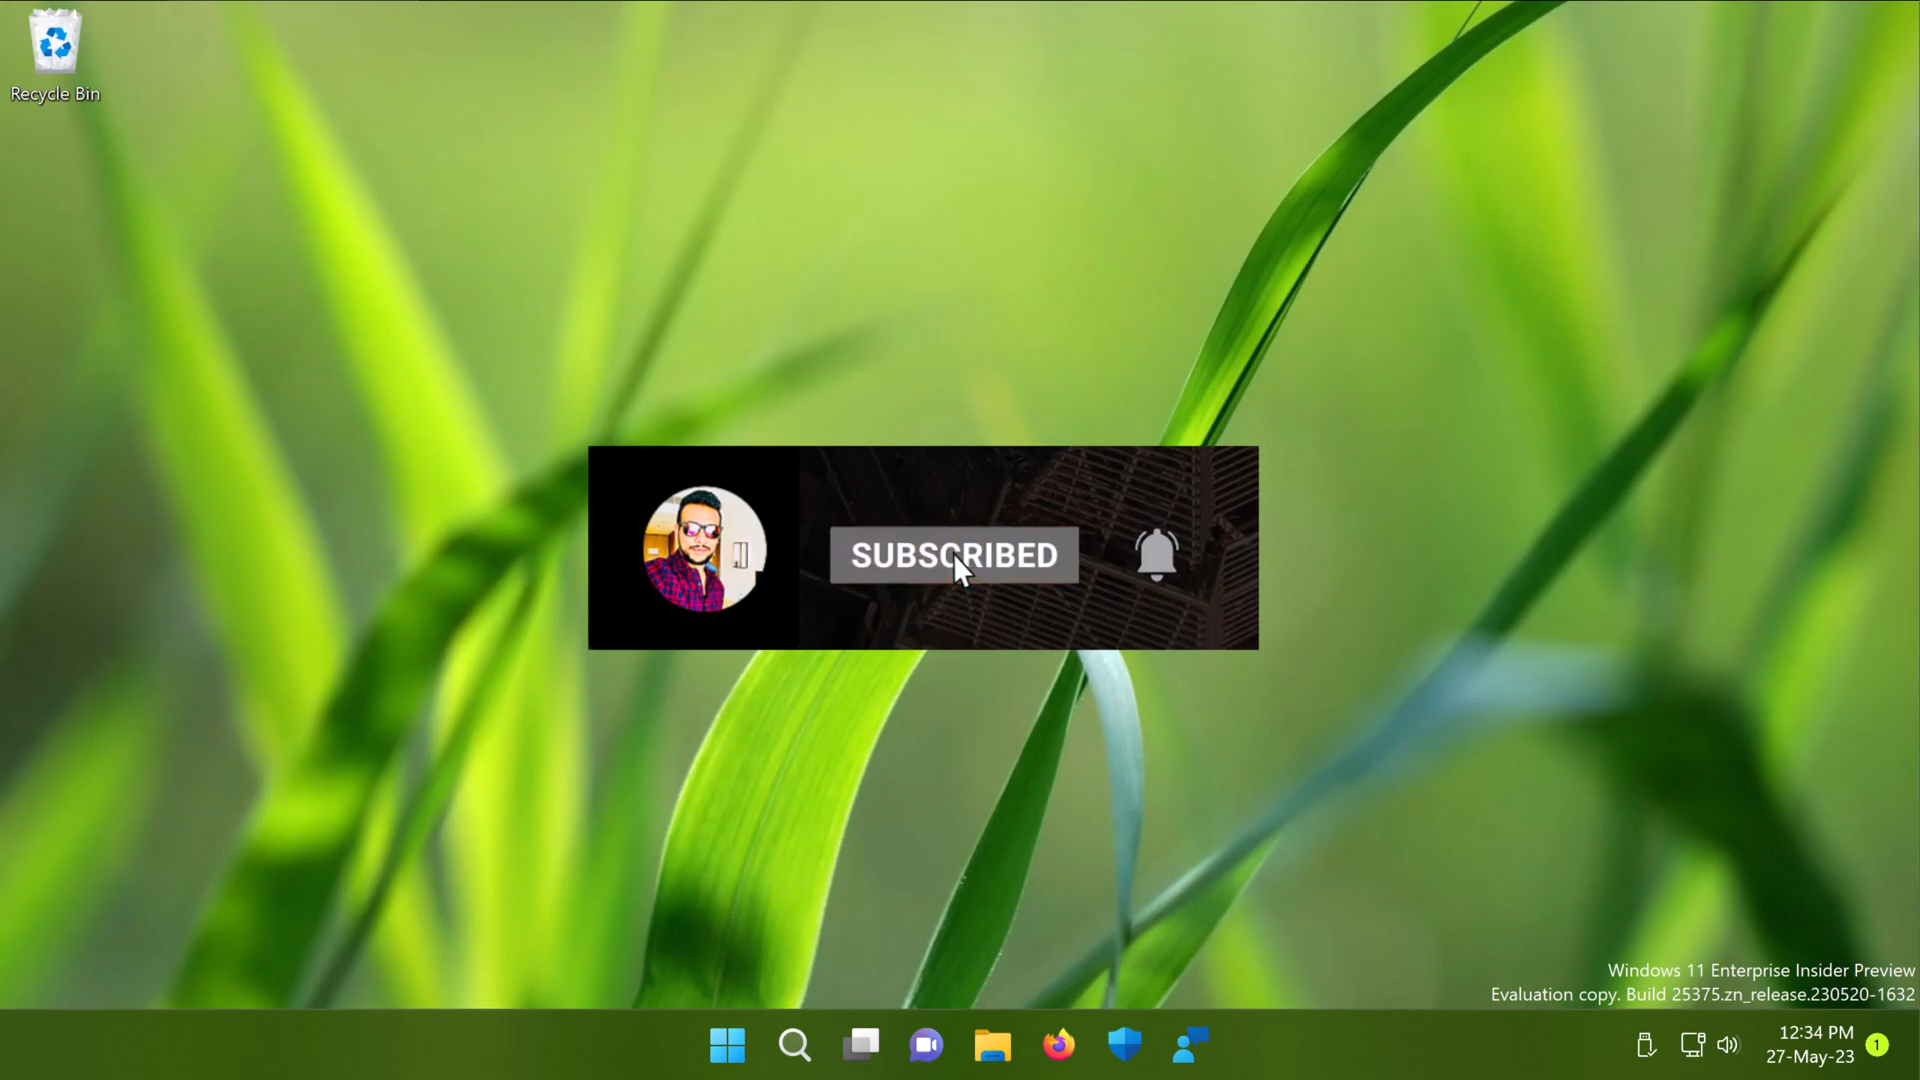 Recycle Bin
SUBSCRIBED
Windows 11 Enterprise Insider Preview
Evaluation copy. Build 25375.zn_release.230520-1632
12:34 PM
27-May-23
1